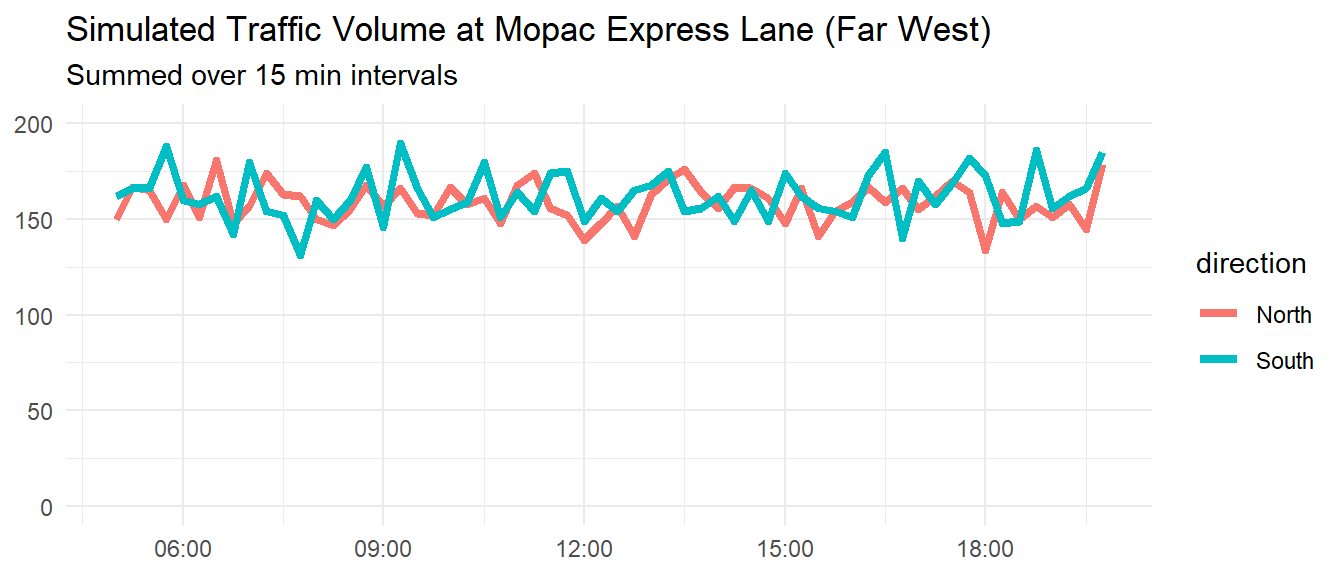 Simulated Traffic Volume at Mopac Express Lane (Far West)
Summed over 15 min intervals
200
150
100
50
0
06:00
09:00
12:00
15:00
18:00
direction
North
South